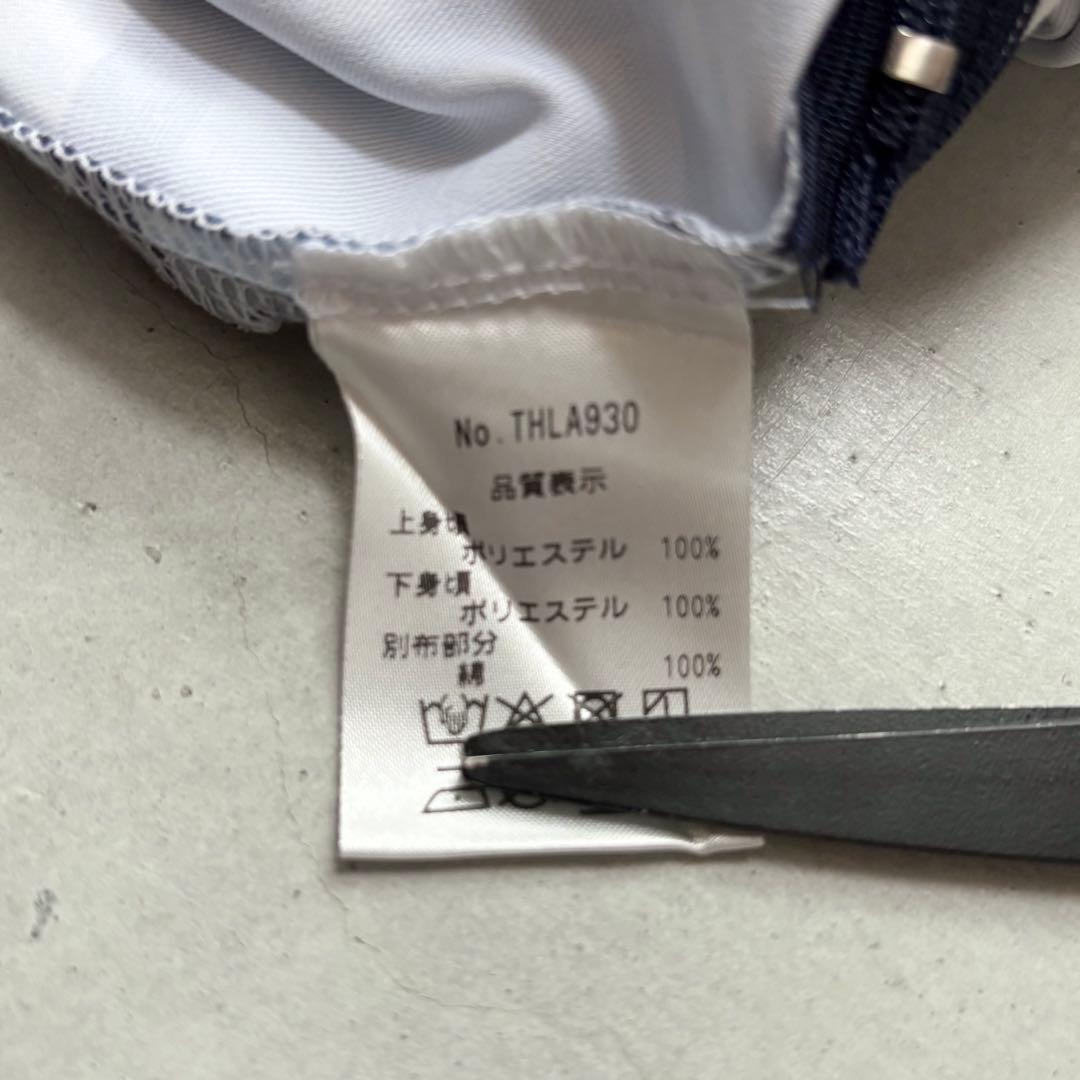 No.THLA930
品質表示
上身頃
ポリエステル 100%
下身頃
ポリエステル 100%
別布部分
綿 100%